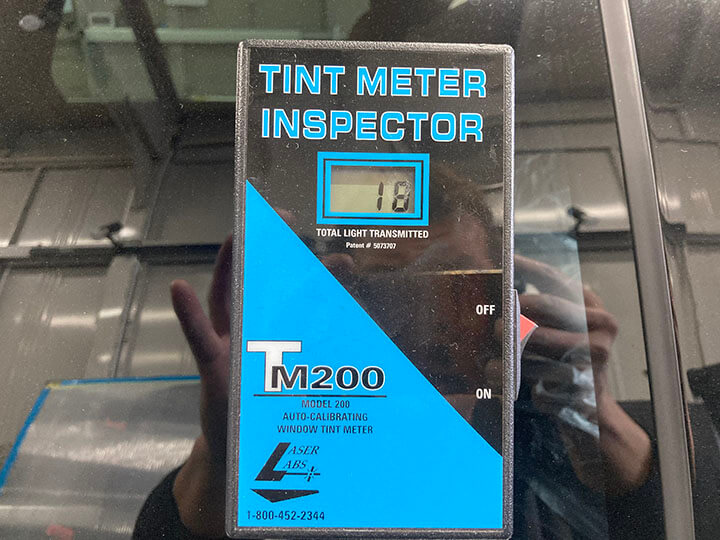 TINT METER
INSPECTOR
18
TOTAL LIGHT TRANSMITTED
Patent # 5073707
OFF
ON
TM200
MODEL 200
AUTO-CALIBRATING
WINDOW TINT METER
LASER
LABS
1-800-452-2344